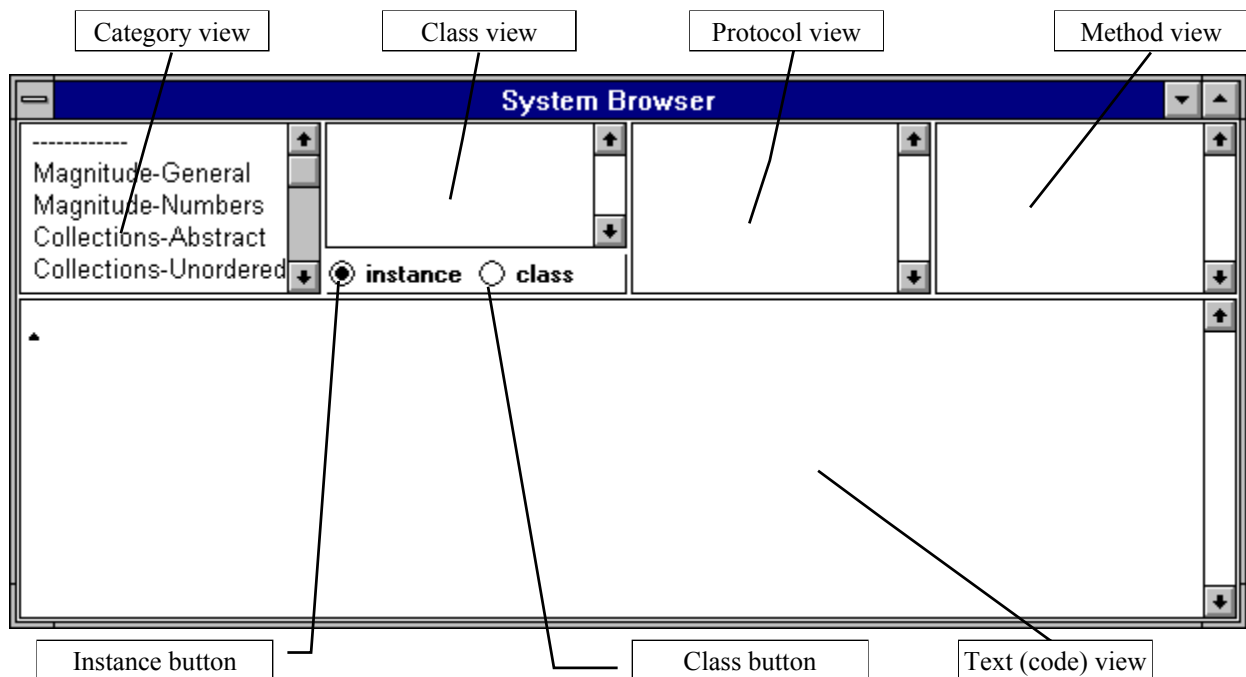 Category view
Class view
Protocol view
Method view
System Browser
------------
Magnitude-General
Magnitude-Numbers
Collections-Abstract
Collections-Unordered
instance
class
Instance button
Class button
Text (code) view